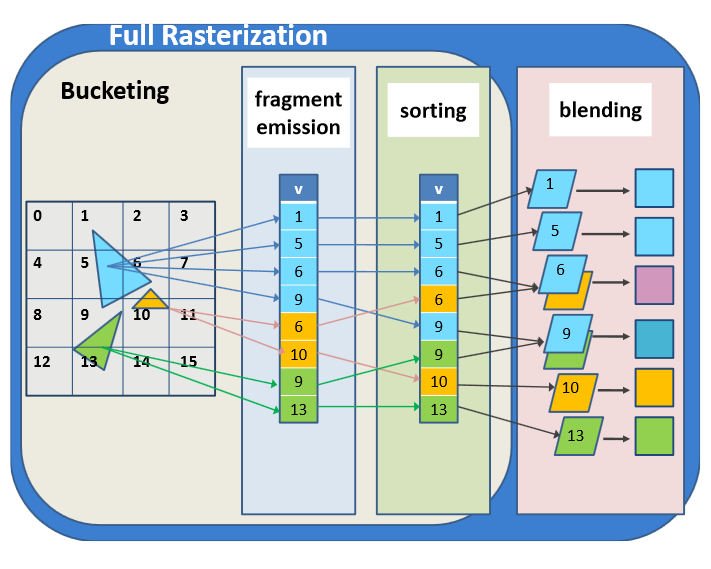 Full Rasterization
Bucketing
fragment
emission
sorting
blending
0 1 2 3
4 5 6 7
8 9 10 11
12 13 14 15
v
1
5
6
9
6
10
9
13
v
1
5
6
6
9
9
10
13
1
5
6
9
10
13